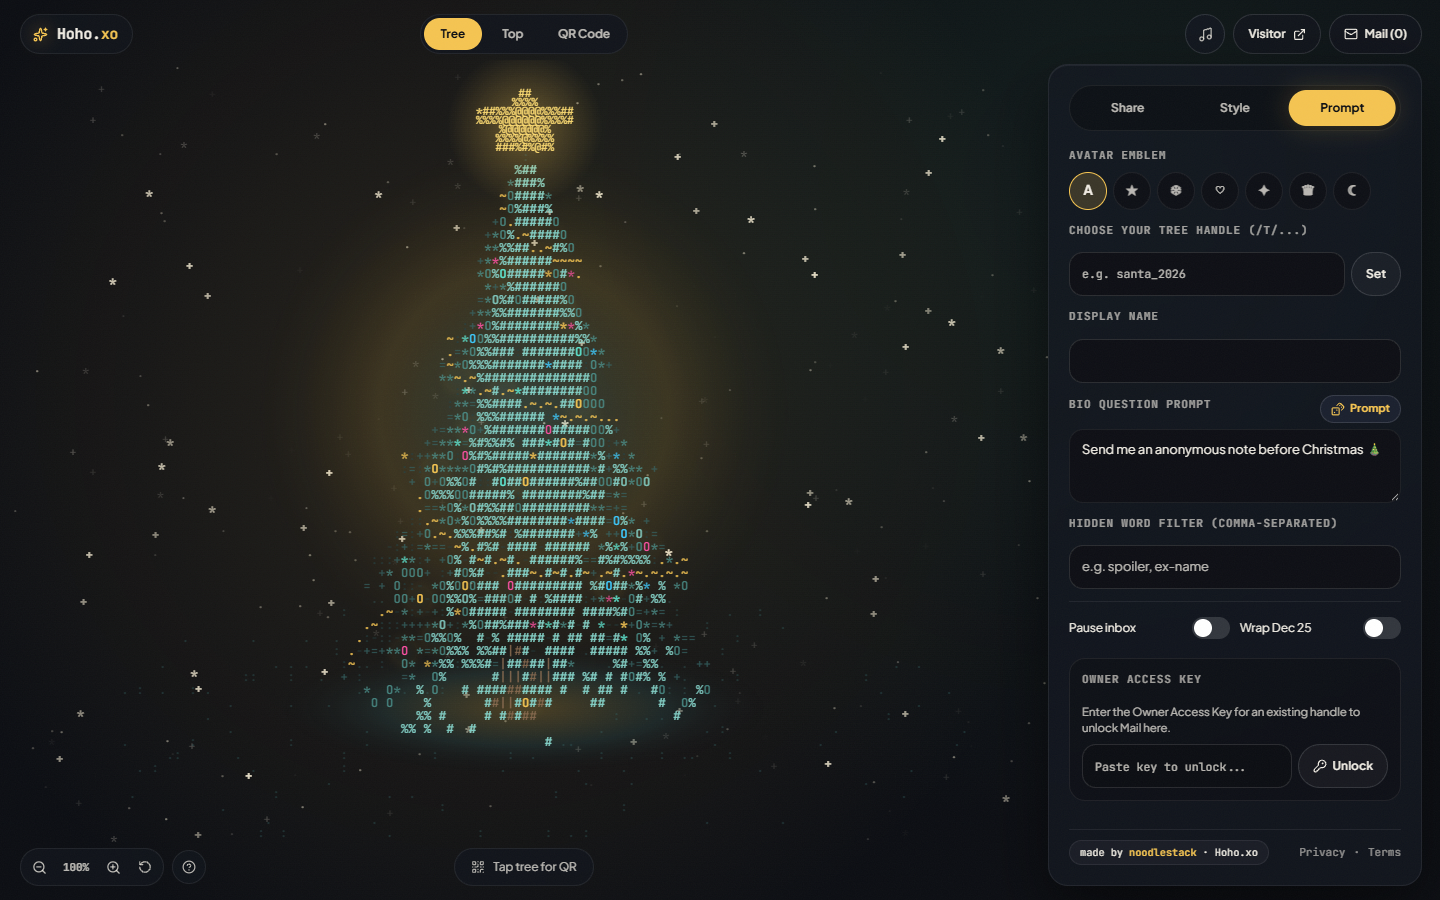 Hoho.xo
Tree
Top
QR Code
Visitor
Mail (0)
Share
Style
Prompt
AVATAR EMBLEM
A
CHOOSE YOUR TREE HANDLE (/T/...)
e.g. santa_2026
Set
DISPLAY NAME
BIO QUESTION PROMPT
Prompt
Send me an anonymous note before Christmas 🎄
HIDDEN WORD FILTER (COMMA-SEPARATED)
e.g. spoiler, ex-name
Pause inbox
Wrap Dec 25
OWNER ACCESS KEY
Enter the Owner Access Key for an existing handle to
unlock Mail here.
Paste key to unlock...
Unlock
100%
Tap tree for QR
made by noodlestack · Hoho.xo
Privacy · Terms